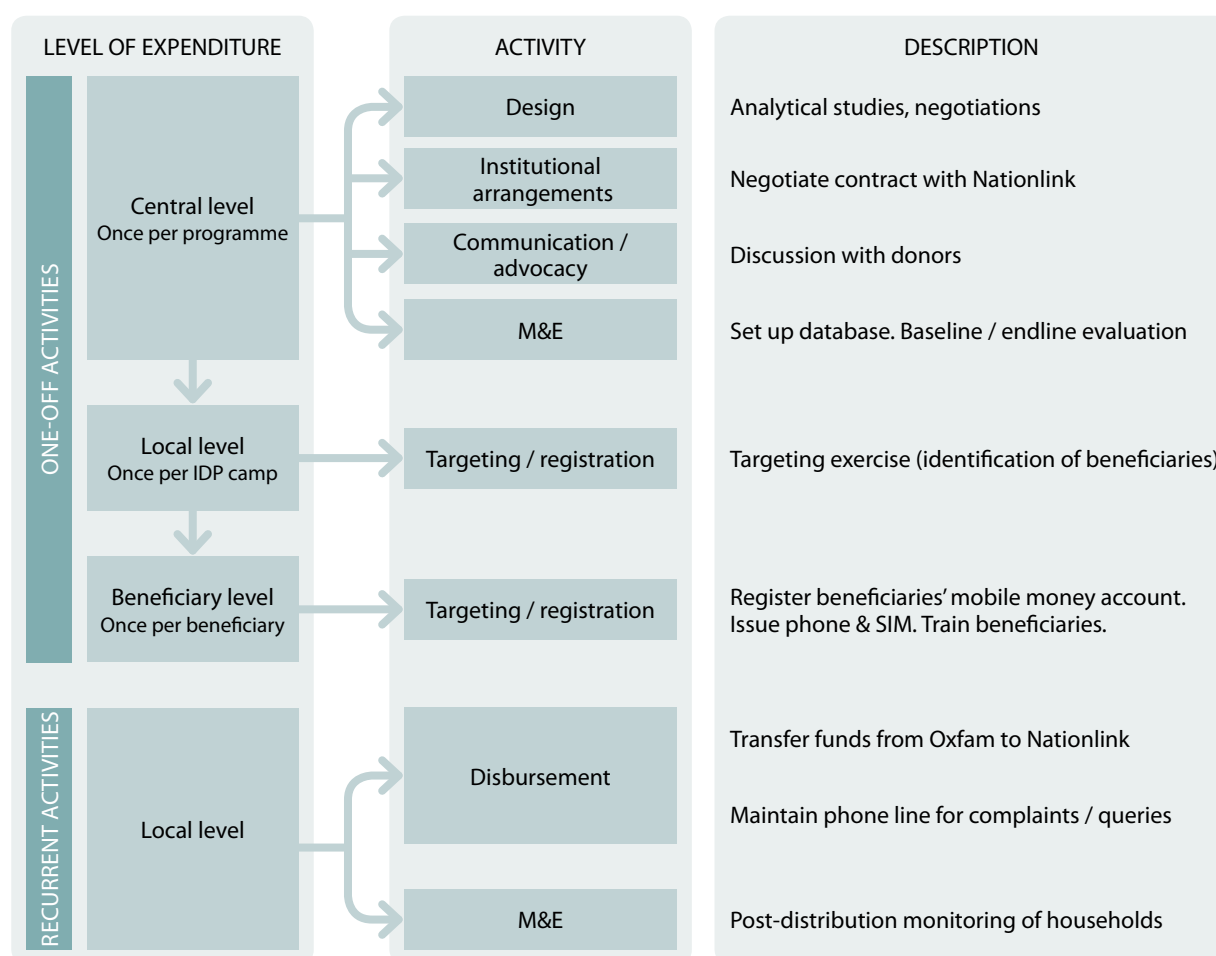 LEVEL OF EXPENDITURE
ACTIVITY
DESCRIPTION
ONE-OFF ACTIVITIES
Central level
Once per programme
Design
Analytical studies, negotiations
Institutional
arrangements
Negotiate contract with Nationlink
Communication /
advocacy
Discussion with donors
M&E
Set up database. Baseline / endline evaluation
Local level
Once per IDP camp
Targeting / registration
Targeting exercise (identification of beneficiaries)
Beneficiary level
Once per beneficiary
Targeting / registration
Register beneficiaries’ mobile money account.
Issue phone & SIM. Train beneficiaries.
RECURRENT ACTIVITIES
Local level
Disbursement
Transfer funds from Oxfam to Nationlink
Maintain phone line for complaints / queries
M&E
Post-distribution monitoring of households